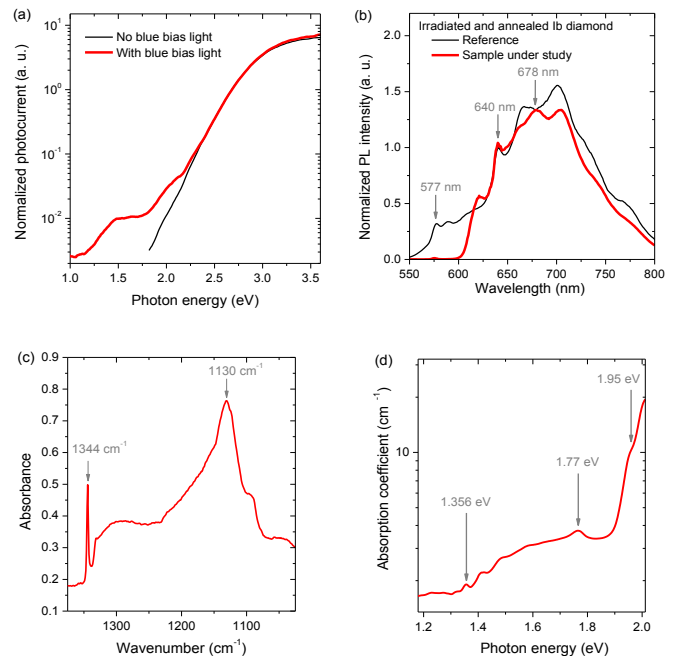 (a)
No blue bias light
With blue bias light
Normalized photocurrent (a. u.)
10¹
10⁰
10⁻¹
10⁻²
1.0 1.5 2.0 2.5 3.0 3.5
Photon energy (eV)
(b)
Irradiated and annealed Ib diamond
Reference
Sample under study
678 nm
640 nm
577 nm
Normalized PL intensity (a. u.)
2.0
1.5
1.0
0.5
0.0
550 600 650 700 750 800
Wavelength (nm)
(c)
1130 cm⁻¹
1344 cm⁻¹
Absorbance
0.9
0.8
0.7
0.6
0.5
0.4
0.3
0.2
0.1
1300 1200 1100
Wavenumber (cm⁻¹)
(d)
1.95 eV
1.77 eV
1.356 eV
Absorption coefficient (cm⁻¹)
10
1.2 1.4 1.6 1.8 2.0
Photon energy (eV)